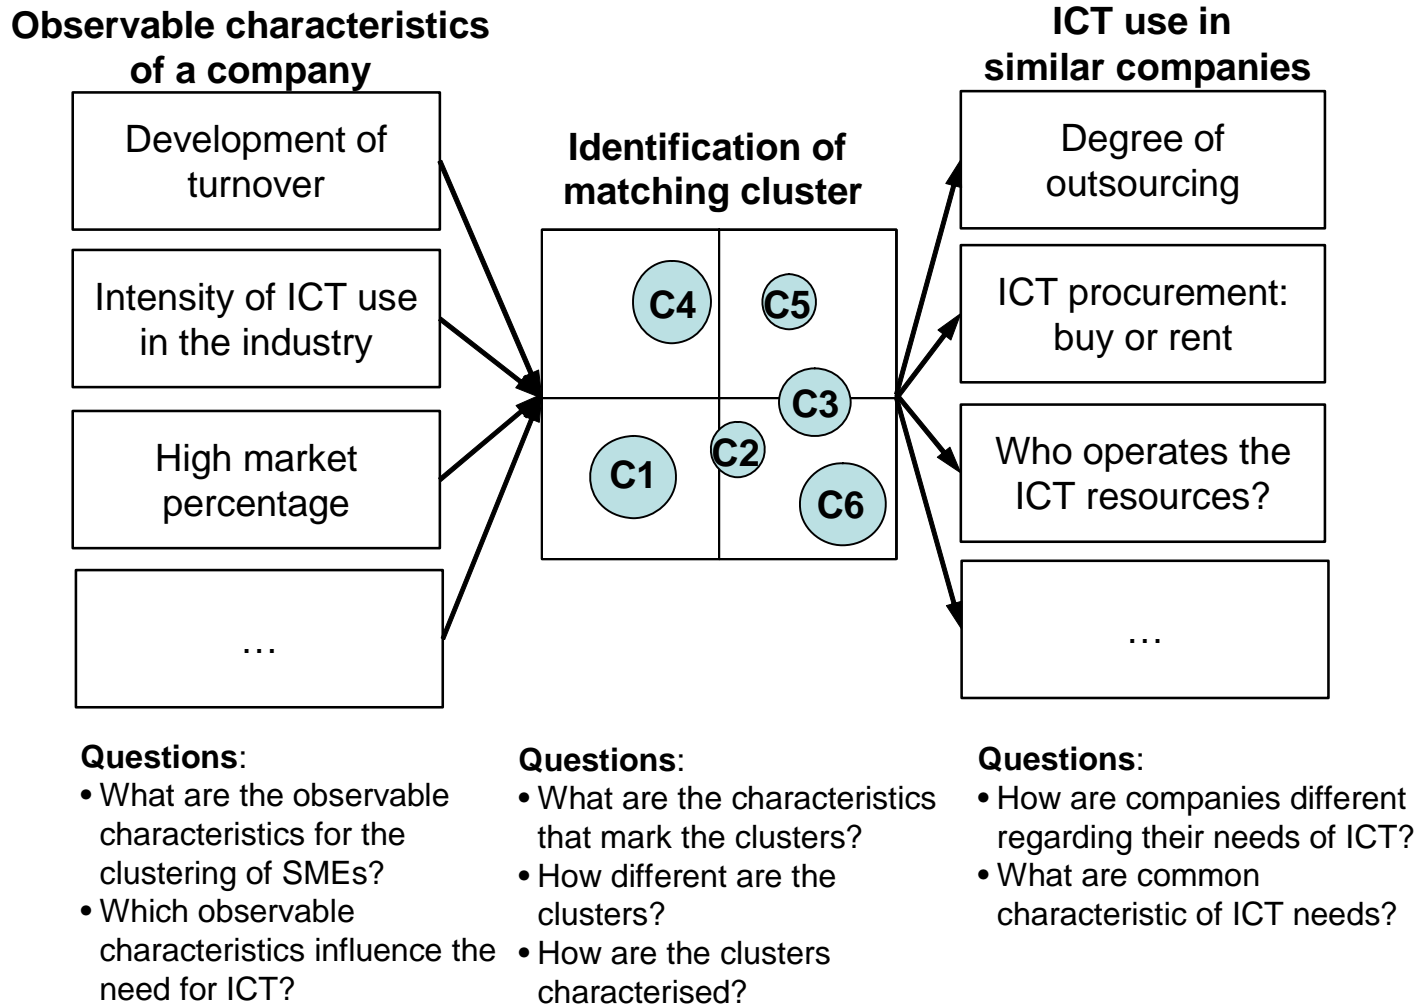 Observable characteristics
of a company
Development of
turnover
Intensity of ICT use
in the industry
High market
percentage
…
Identification of
matching cluster
C4
C5
C3
C2
C1
C6
ICT use in
similar companies
Degree of
outsourcing
ICT procurement:
buy or rent
Who operates the
ICT resources?
…
Questions:
• What are the observable
characteristics for the
clustering of SMEs?
• Which observable
characteristics influence the
need for ICT?
Questions:
• What are the characteristics
that mark the clusters?
• How different are the
clusters?
• How are the clusters
characterised?
Questions:
• How are companies different
regarding their needs of ICT?
• What are common
characteristic of ICT needs?